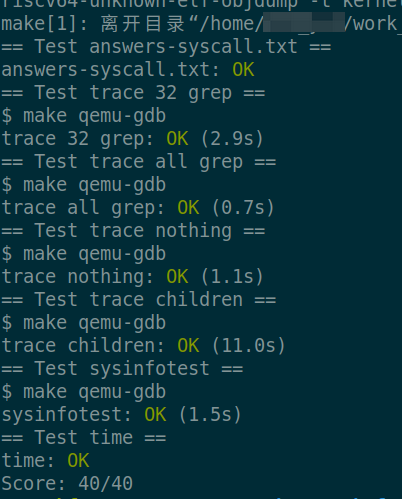 riscv64-unknown-elf-objdump -t kernel
make[1]: 离开目录“/home/ /work_
== Test answers-syscall.txt ==
answers-syscall.txt: OK
== Test trace 32 grep ==
$ make qemu-gdb
trace 32 grep: OK (2.9s)
== Test trace all grep ==
$ make qemu-gdb
trace all grep: OK (0.7s)
== Test trace nothing ==
$ make qemu-gdb
trace nothing: OK (1.1s)
== Test trace children ==
$ make qemu-gdb
trace children: OK (11.0s)
== Test sysinfotest ==
$ make qemu-gdb
sysinfotest: OK (1.5s)
== Test time ==
time: OK
Score: 40/40